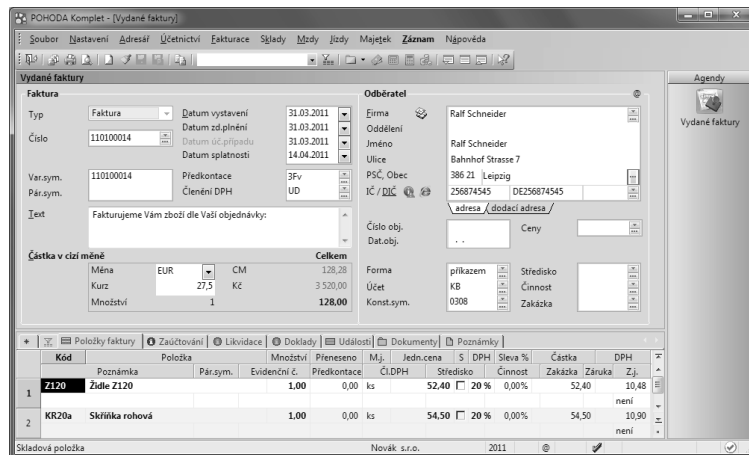 POHODA Komplet - [Vydané faktury]
Soubor Nastavení Adresář Účetnictví Fakturace Sklady Mzdy Jízdy Majetek Záznam Nápověda
Vydané faktury
Agendy
Vydané faktury
Faktura
Typ Faktura
Číslo 110100014
Datum vystavení 31.03.2011
Datum zd.plnění 31.03.2011
Datum úč.případu 31.03.2011
Datum splatnosti 14.04.2011
Var.sym. 110100014
Pár.sym.
Předkontace 3Fv
Členění DPH UD
Text Fakturujeme Vám zboží dle Vaší objednávky:
Částka v cizí měně Celkem
Měna EUR CM 128,28
Kurz 27,5 Kč 3 520,00
Množství 1 128,00
Odběratel @
Firma Ralf Schneider
Oddělení
Jméno Ralf Schneider
Ulice Bahnhof Strasse 7
PSČ, Obec 386 21 Leipzig
IČ / DIČ 256874545 DE256874545
adresa dodací adresa
Číslo obj. Ceny
Dat.obj. . .
Forma příkazem Středisko
Účet KB Činnost
Konst.sym. 0308 Zakázka
Položky faktury Zaúčtování Likvidace Doklady Události Dokumenty Poznámky
Kód Položka Množství Přeneseno M.j. Jedn.cena S DPH Sleva % Částka DPH
Poznámka Pár.sym. Evidenční č. Předkontace Čl.DPH Středisko Činnost Zakázka Záruka Z.j.
1 Z120 Židle Z120 1,00 0,00 ks 52,40 20 % 0,00% 52,40 10,48
není
2 KR20a Skříňka rohová 1,00 0,00 ks 54,50 20 % 0,00% 54,50 10,90
není
Skladová položka Novák s.r.o. 2011 @